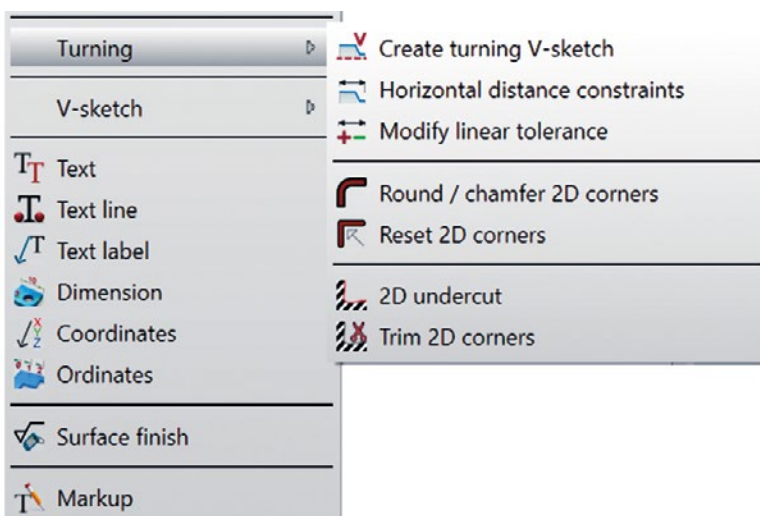 Turning
V-sketch
Text
Text line
Text label
Dimension
Coordinates
Ordinates
Surface finish
Markup
Create turning V-sketch
Horizontal distance constraints
Modify linear tolerance
Round / chamfer 2D corners
Reset 2D corners
2D undercut
Trim 2D corners